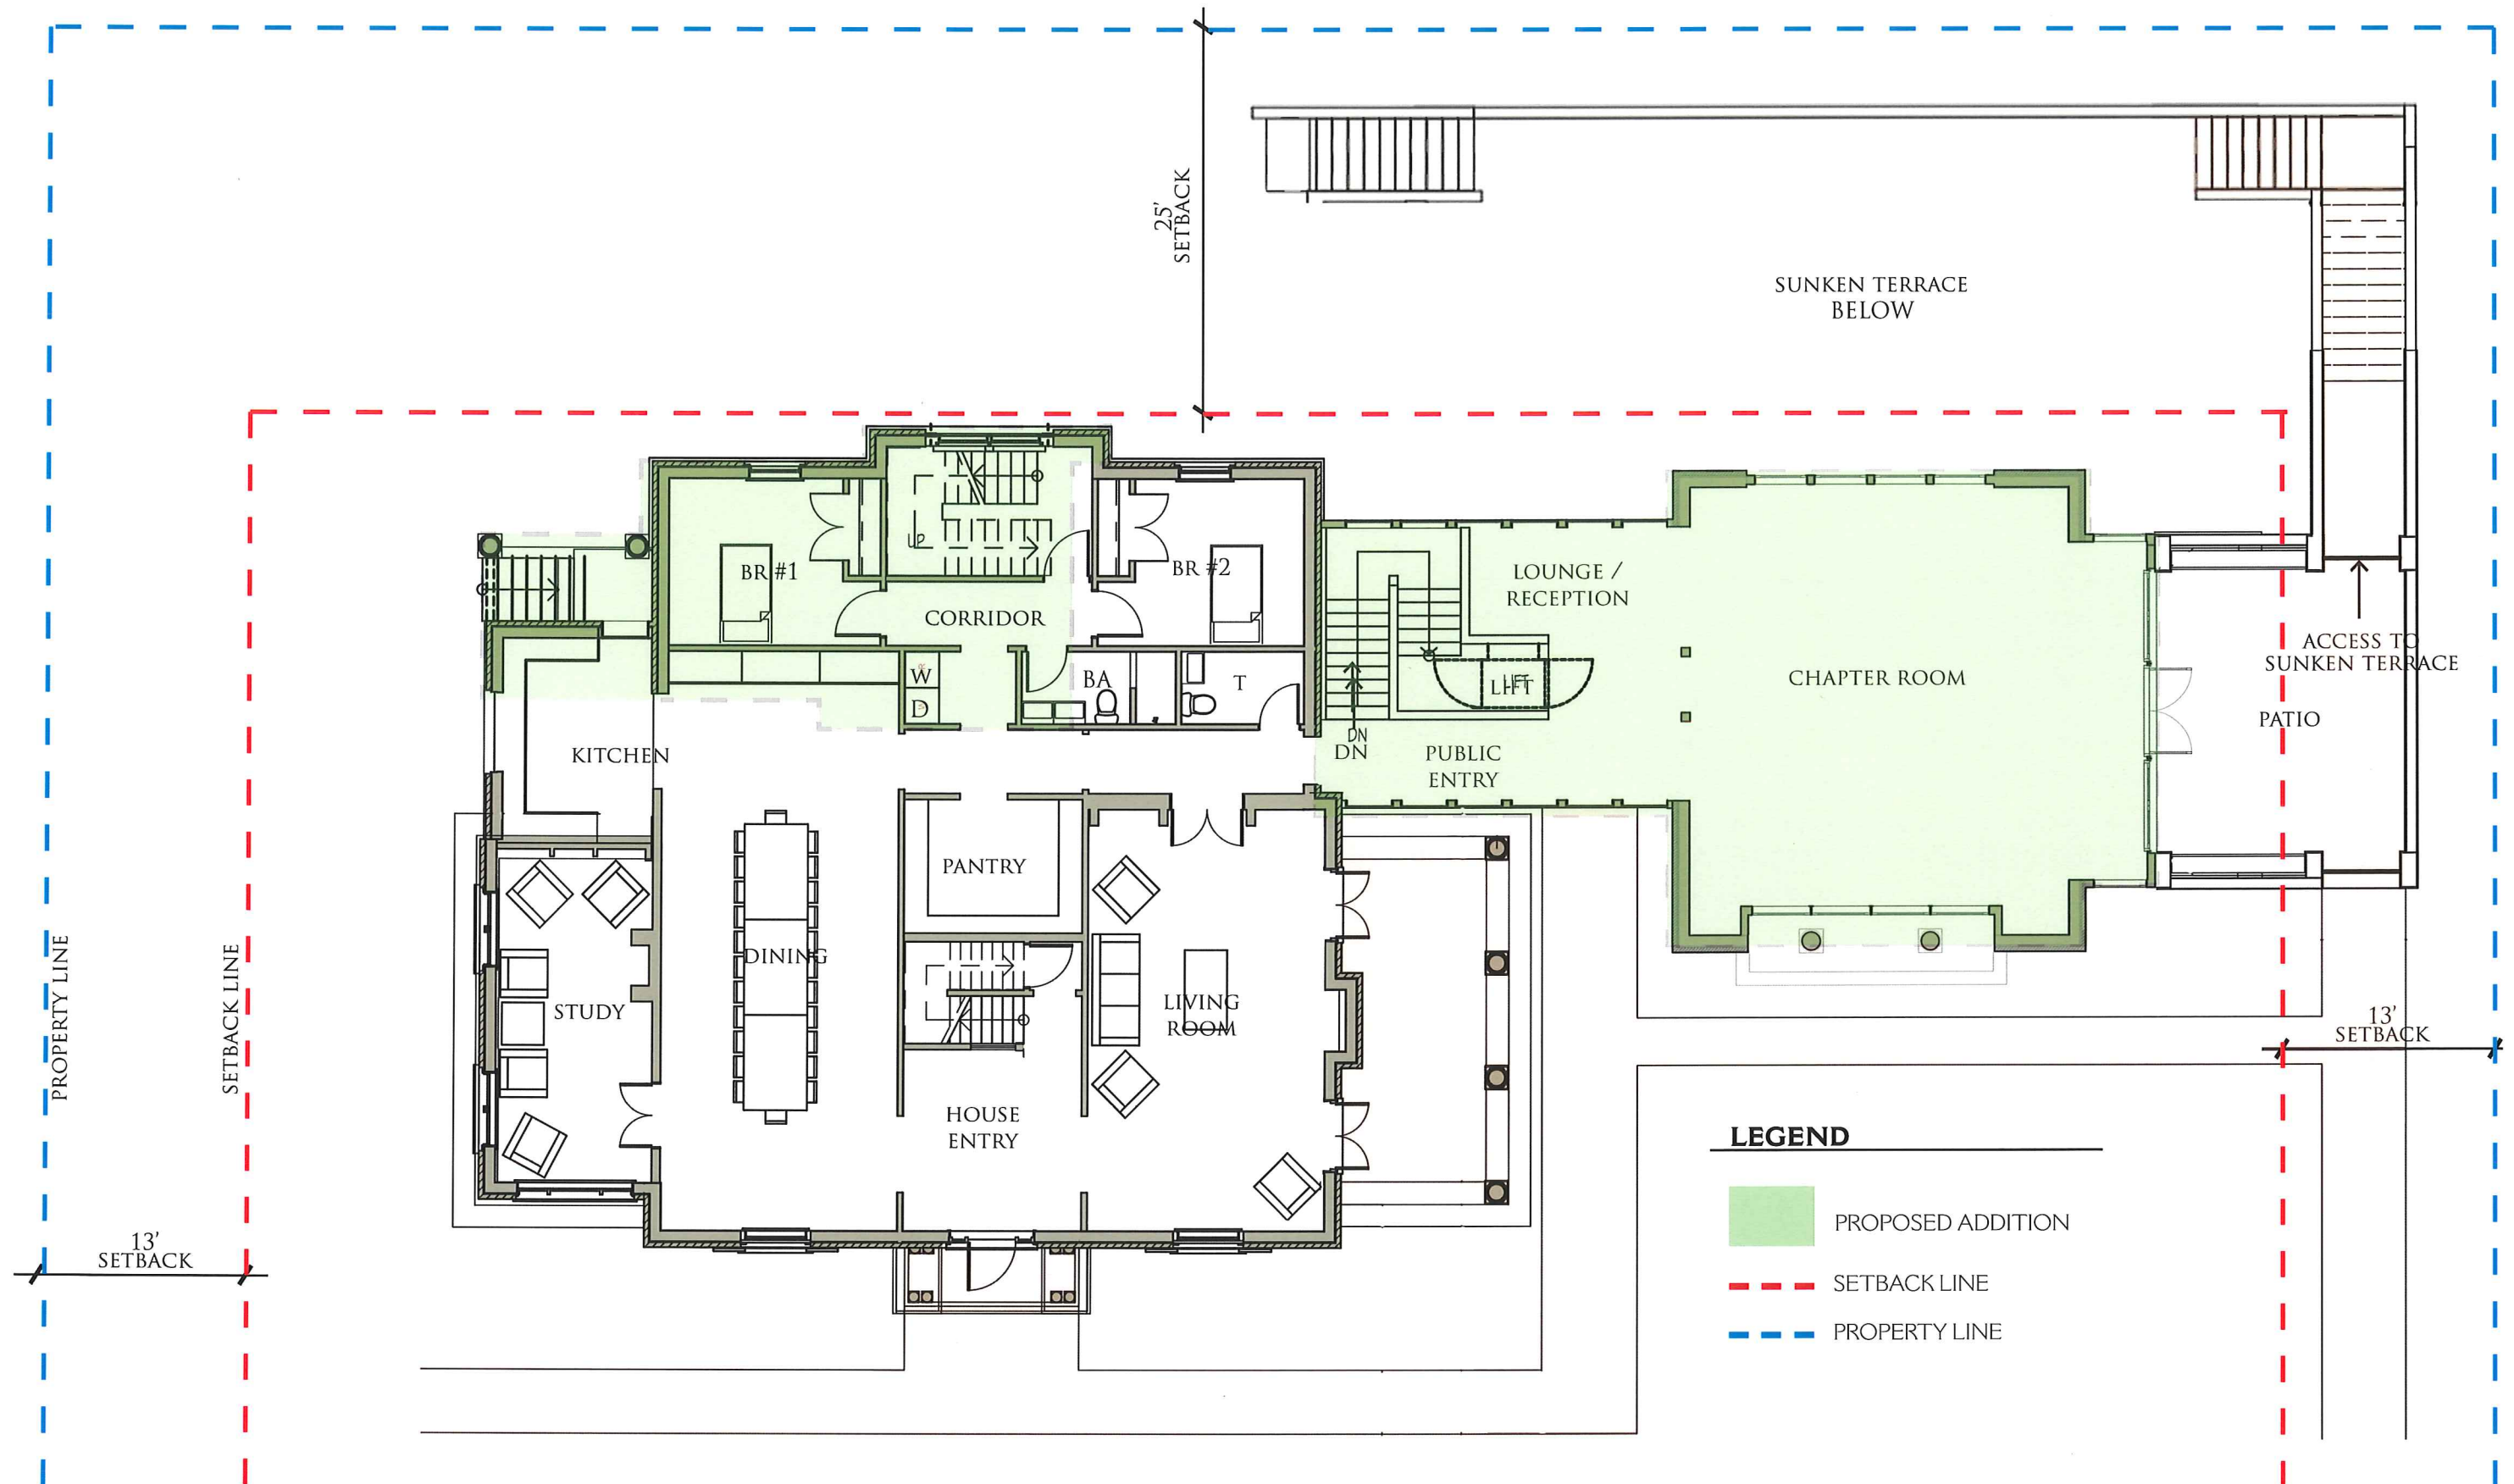 25'
SETBACK
SUNKEN TERRACE
BELOW
UP
BR #1
BR #2
CORRIDOR
LOUNGE /
RECEPTION
ACCESS TO
SUNKEN TERRACE
W
D
BA
T
LIFT
CHAPTER ROOM
PATIO
KITCHEN
DN
DN
PUBLIC
ENTRY
PANTRY
DINING
STUDY
LIVING
ROOM
HOUSE
ENTRY
PROPERTY LINE
SETBACK LINE
13'
SETBACK
13'
SETBACK
LEGEND
PROPOSED ADDITION
SETBACK LINE
PROPERTY LINE